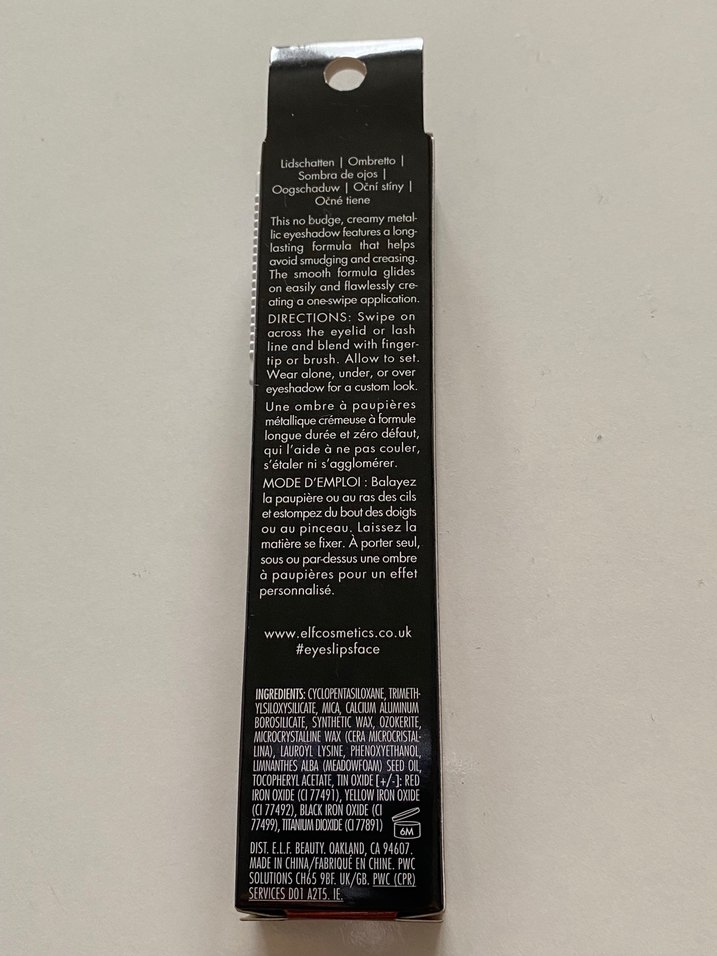 Lidschatten | Ombretto |
Sombra de ojos |
Oogschaduw | Oční stíny |
Očné tiene
This no budge, creamy metal-
lic eyeshadow features a long-
lasting formula that helps
avoid smudging and creasing.
The smooth formula glides
on easily and flawlessly cre-
ating a one-swipe application.
DIRECTIONS: Swipe on
across the eyelid or lash
line and blend with finger-
tip or brush. Allow to set.
Wear alone, under, or over
eyeshadow for a custom look.
Une ombre à paupières
métallique crémeuse à formule
longue durée et zéro défaut,
qui l'aide à ne pas couler,
s'étaler ni s'agglomérer.
MODE D'EMPLOI : Balayez
la paupière ou au ras des cils
et estompez du bout des doigts
ou au pinceau. Laissez la
matière se fixer. À porter seul,
sous ou par-dessus une ombre
à paupières pour un effet
personnalisé.
www.elfcosmetics.co.uk
#eyeslipsface
INGREDIENTS: CYCLOPENTASILOXANE, TRIMETH-
YLSILOXYSILICATE, MICA, CALCIUM ALUMINUM
BOROSILICATE, SYNTHETIC WAX, OZOKERITE,
MICROCRYSTALLINE WAX (CERA MICROCRISTAL-
LINA), LAUROYL LYSINE, PHENOXYETHANOL,
LIMNANTHES ALBA (MEADOWFOAM) SEED OIL,
TOCOPHERYL ACETATE, TIN OXIDE [+/-]: RED
IRON OXIDE (CI 77491), YELLOW IRON OXIDE
(CI 77492), BLACK IRON OXIDE (CI
77499), TITANIUM DIOXIDE (CI 77891)
6M
DIST. E.L.F. BEAUTY. OAKLAND, CA 94607.
MADE IN CHINA/FABRIQUÉ EN CHINE. PWC
SOLUTIONS CH65 9BF. UK/GB. PWC (CPR)
SERVICES D01 A2T5. IE.